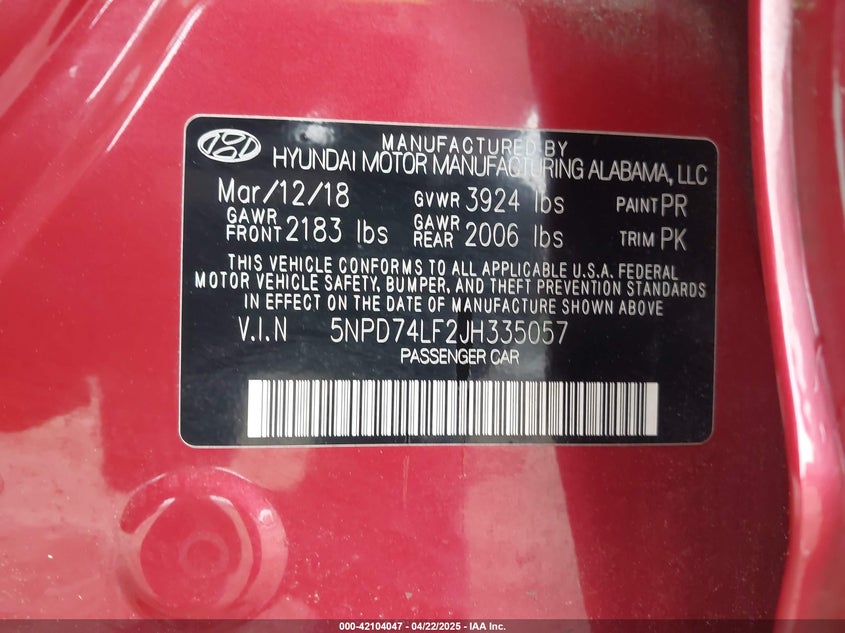 MANUFACTURED BY
HYUNDAI MOTOR MANUFACTURING ALABAMA, LLC
Mar/12/18 GVWR 3924 lbs PAINT PR
GAWR FRONT 2183 lbs GAWR REAR 2006 lbs TRIM PK
THIS VEHICLE CONFORMS TO ALL APPLICABLE U.S.A. FEDERAL
MOTOR VEHICLE SAFETY, BUMPER, AND THEFT PREVENTION STANDARDS
IN EFFECT ON THE DATE OF MANUFACTURE SHOWN ABOVE
V.I.N 5NPD74LF2JH335057
PASSENGER CAR
000-42104047 - 04/22/2025 - IAA Inc.